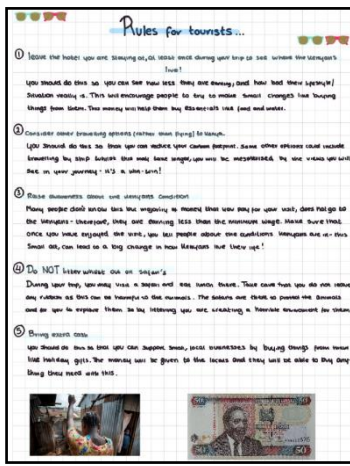 Rules for tourists...
① leave the hotel you are staying at, at least once during your trip to see where the Kenyan's
live!
You should do this so you can see how less they are earning, and how bad their lifestyle/
situation really is. This will encourage people to try to make small changes like buying
things from them. This money will help them buy essentials like food and water.
② Consider other travelling options (rather than flying) to Kenya.
You should do this so that you can reduce your carbon footprint. Some other options could include
travelling by ship whilst this may take longer, you will be mesmerised by the views you will
see in your journey - it's a win-win!
③ Raise awareness about the Kenyans condition
Many people don't know this but majority of money that you pay for your visit, does not go to
the Kenyans - therefore, they are earning less than the minimum wage. Make sure that
once you have enjoyed the visit, you tell people about the conditions Kenyans are in - this
small act, can lead to a big change in how Kenyans live their life!
④ Do NOT litter whilst out on safari's
During your trip, you may visit a safari and eat lunch there. Take care that you do not leave
any rubbish as this can be harmful to the animals. The safaris are there to protect the animals
and for you to explore them so by littering you are creating a horrible environment for them
⑤ Bring extra cash
You should do this so that you can support small, local businesses by buying things from them
like holiday gifts. The money will be given to the locals and they will be able to buy any
thing they need with this.
50
50